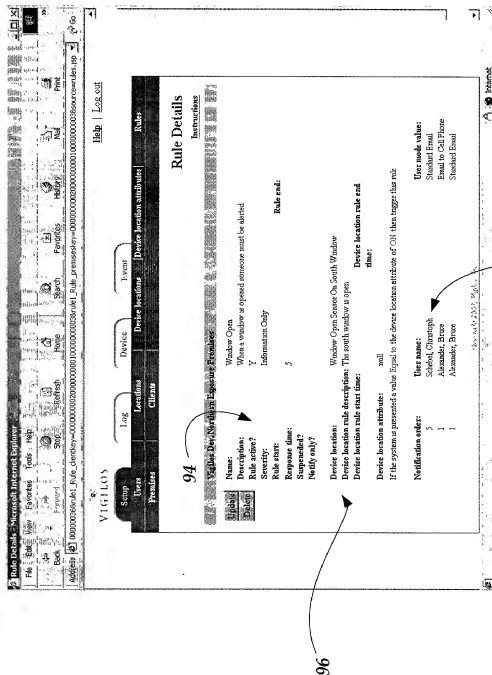 Rule Details - Microsoft Internet Explorer
File Edit View Favorites Tools Help
Back Forward Stop Refresh Home Search Favorites History Mail Print
Address Go
VIGILOS
Help | Log out
Setup Log Device Event
Users Locations Device locations Device location attributes Rules
Premises Clients
Rule Details
Instructions
94
Vigilos Dev/Northern Exposure Premises
Update
Delete
Name: Window Open
Description: When a window is opened someone must be alerted
Rule active? Y
Severity: Information Only
Rule start: Rule end:
Response time: 5
Suspended?
Notify only?
96
Device location: Window Open Sensor On South Window
Device location rule description: The south window is open
Device location rule start time: Device location rule end time:
Device location attribute: null
If the system is presented a value Equal to the device location attribute of 'ON' then trigger this rule
Notification order: User name: User mode value:
5 Schebel, Christoph Standard Email
1 Alexander, Bruce Email to Cell Phone
1 Alexander, Bruce Standard Email
Internet